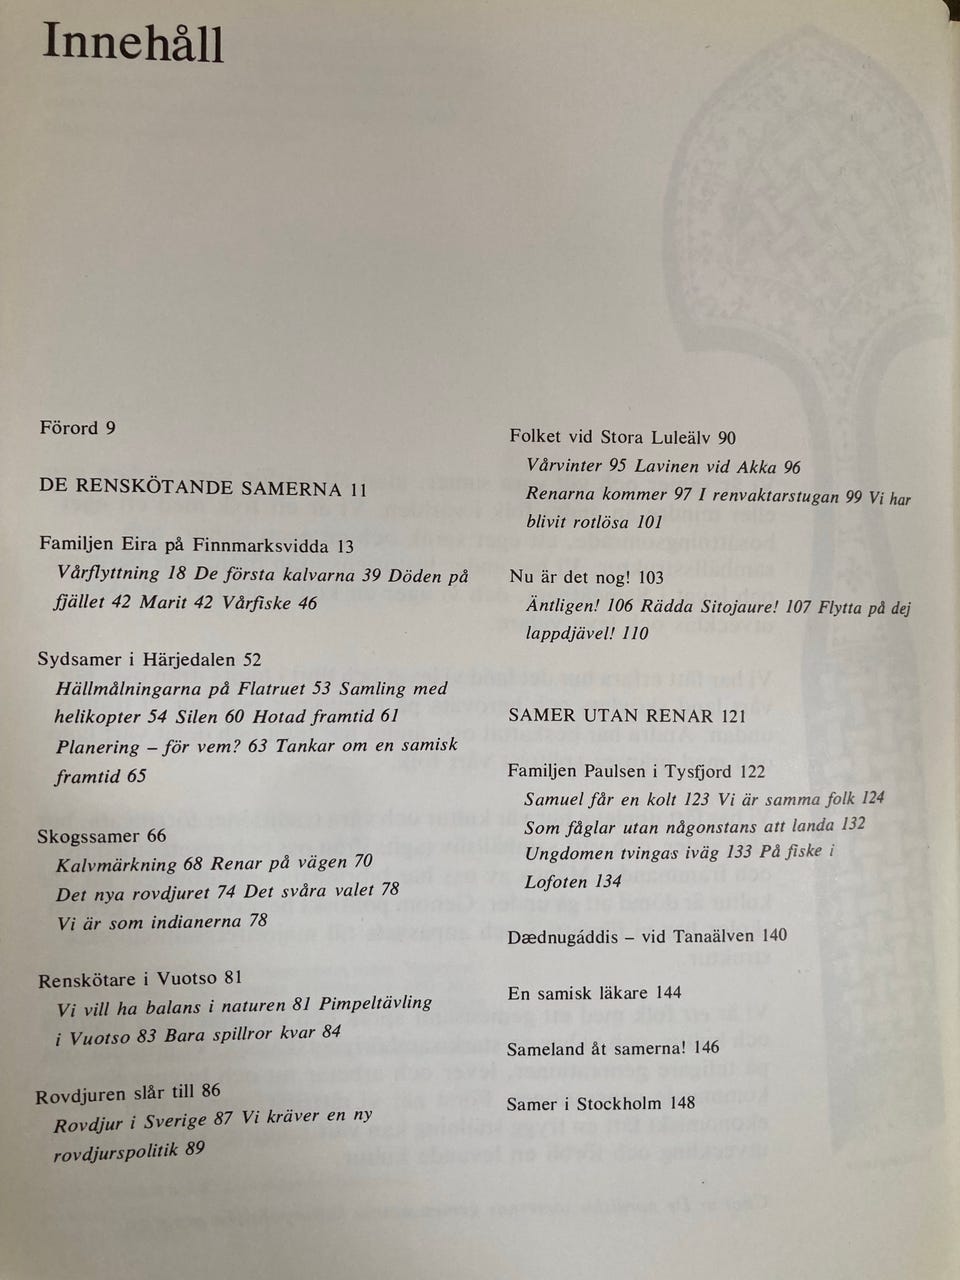 Innehåll
Förord 9
DE RENSKÖTANDE SAMERNA 11
Familjen Eira på Finnmarksvidda 13
Vårflyttning 18 De första kalvarna 39 Döden på
fjället 42 Marit 42 Vårfiske 46
Sydsamer i Härjedalen 52
Hällmålningarna på Flatruet 53 Samling med
helikopter 54 Silen 60 Hotad framtid 61
Planering – för vem? 63 Tankar om en samisk
framtid 65
Skogssamer 66
Kalvmärkning 68 Renar på vägen 70
Det nya rovdjuret 74 Det svåra valet 78
Vi är som indianerna 78
Renskötare i Vuotso 81
Vi vill ha balans i naturen 81 Pimpeltävling
i Vuotso 83 Bara spillror kvar 84
Rovdjuren slår till 86
Rovdjur i Sverige 87 Vi kräver en ny
rovdjurspolitik 89
Folket vid Stora Luleälv 90
Vårvinter 95 Lavinen vid Akka 96
Renarna kommer 97 I renvaktarstugan 99 Vi har
blivit rotlösa 101
Nu är det nog! 103
Äntligen! 106 Rädda Sitojaure! 107 Flytta på dej
lappdjävel! 110
SAMER UTAN RENAR 121
Familjen Paulsen i Tysfjord 122
Samuel får en kolt 123 Vi är samma folk 124
Som fåglar utan någonstans att landa 132
Ungdomen tvingas iväg 133 På fiske i
Lofoten 134
Dædnugáddis – vid Tanaälven 140
En samisk läkare 144
Sameland åt samerna! 146
Samer i Stockholm 148